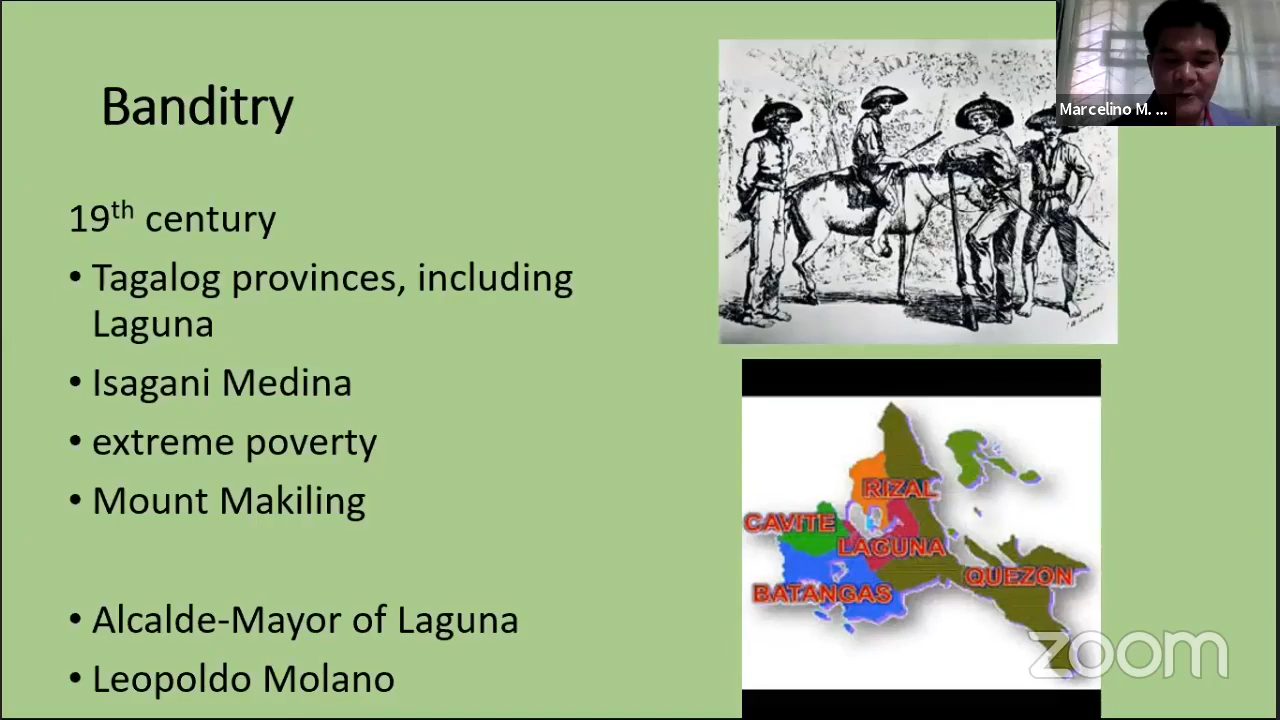 Banditry
19th century
• Tagalog provinces, including
Laguna
• Isagani Medina
• extreme poverty
• Mount Makiling
• Alcalde-Mayor of Laguna
• Leopoldo Molano
Marcelino M. ...
RIZAL
CAVITE
LAGUNA
QUEZON
BATANGAS
zoom